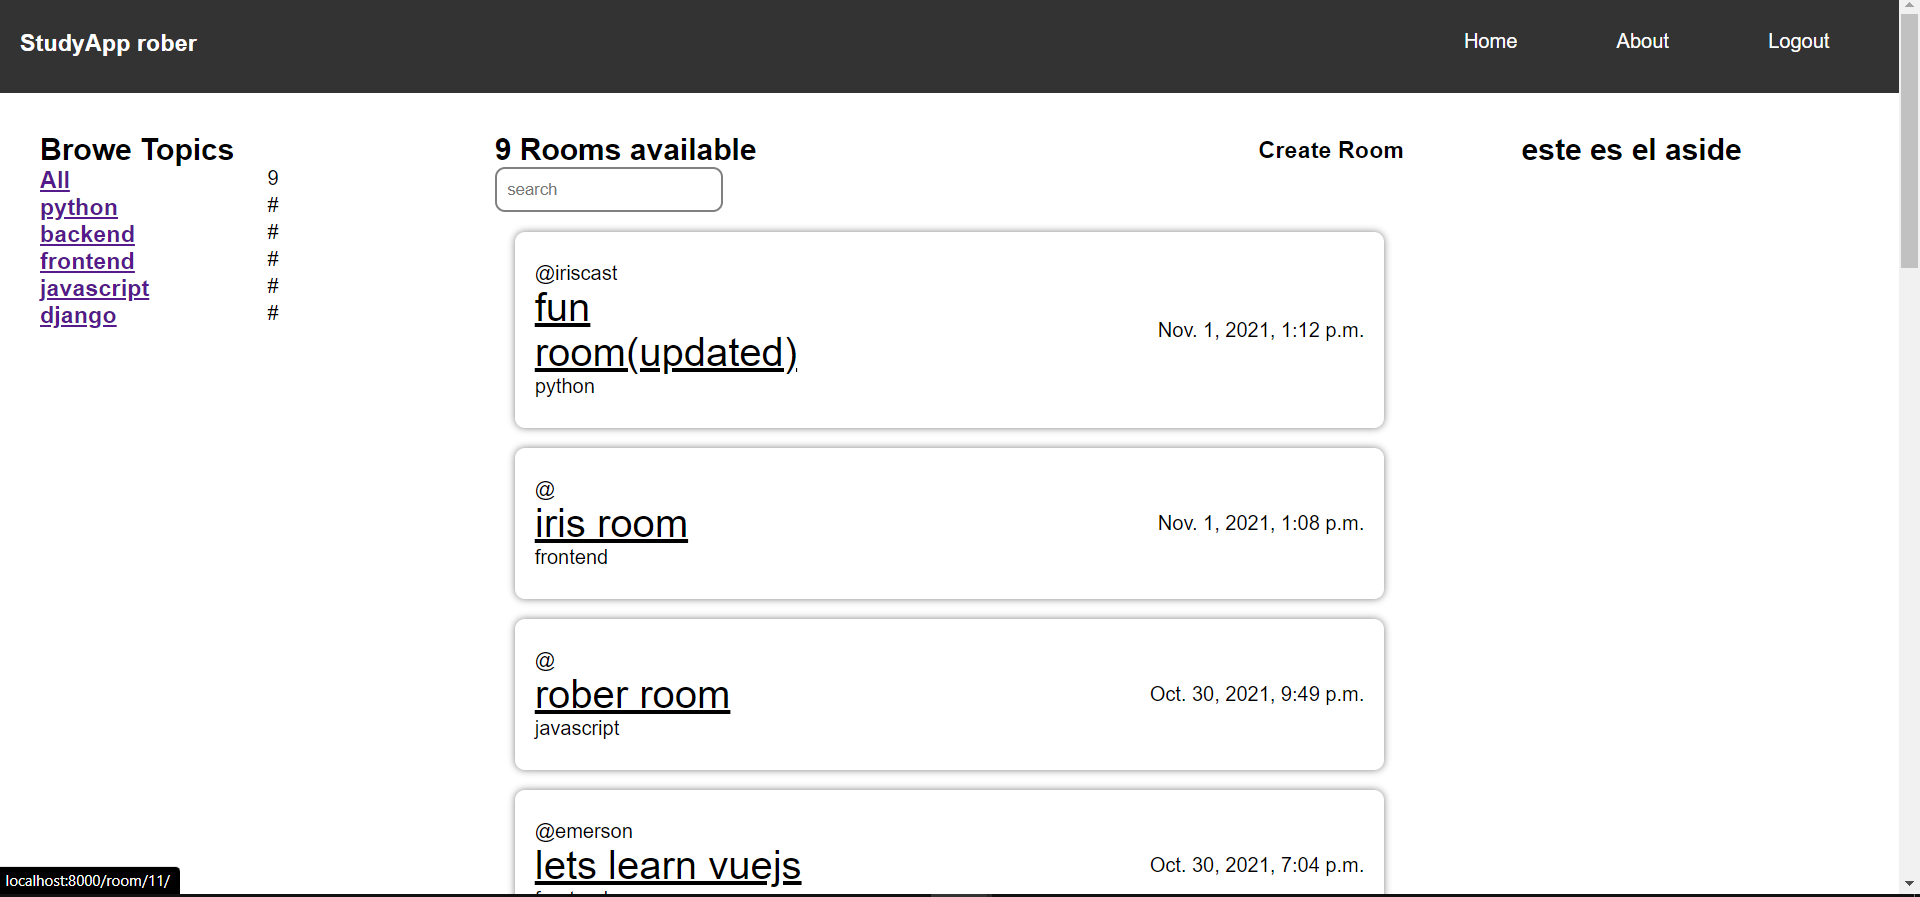 StudyApp rober
Home
About
Logout
Browe Topics
All 9
python #
backend #
frontend #
javascript #
django #
9 Rooms available
Create Room
search
@iriscast
fun
room(updated)
python
Nov. 1, 2021, 1:12 p.m.
@
iris room
frontend
Nov. 1, 2021, 1:08 p.m.
@
rober room
javascript
Oct. 30, 2021, 9:49 p.m.
@emerson
lets learn vuejs
Oct. 30, 2021, 7:04 p.m.
este es el aside
localhost:8000/room/11/